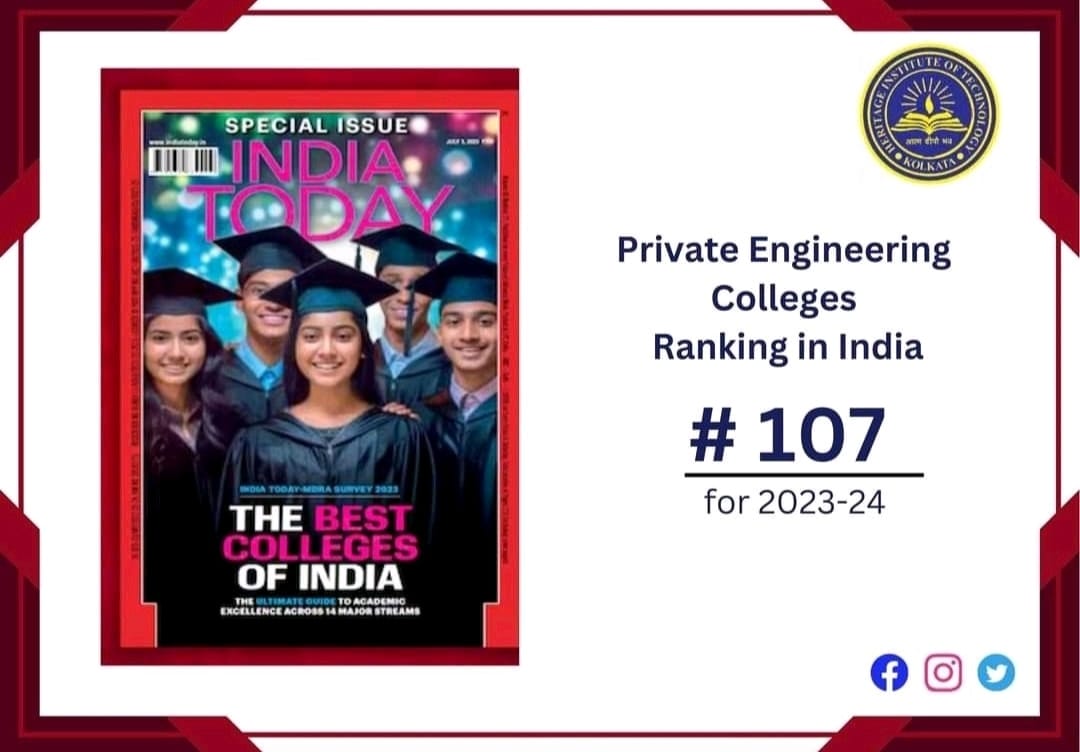 SPECIAL ISSUE
www.indiatoday.in
INDIA
TODAY
INDIA TODAY-MDRA SURVEY 2023
THE BEST
COLLEGES
OF INDIA
THE ULTIMATE GUIDE TO ACADEMIC
EXCELLENCE ACROSS 14 MAJOR STREAMS
HERITAGE INSTITUTE OF TECHNOLOGY
आत्म दीपो भव
KOLKATA
Private Engineering
Colleges
Ranking in India
# 107
for 2023-24